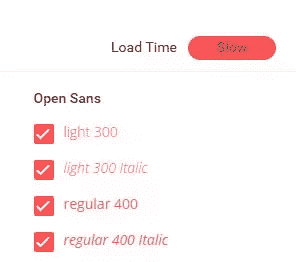 Load Time Slow
Open Sans
light 300
light 300 Italic
regular 400
regular 400 Italic